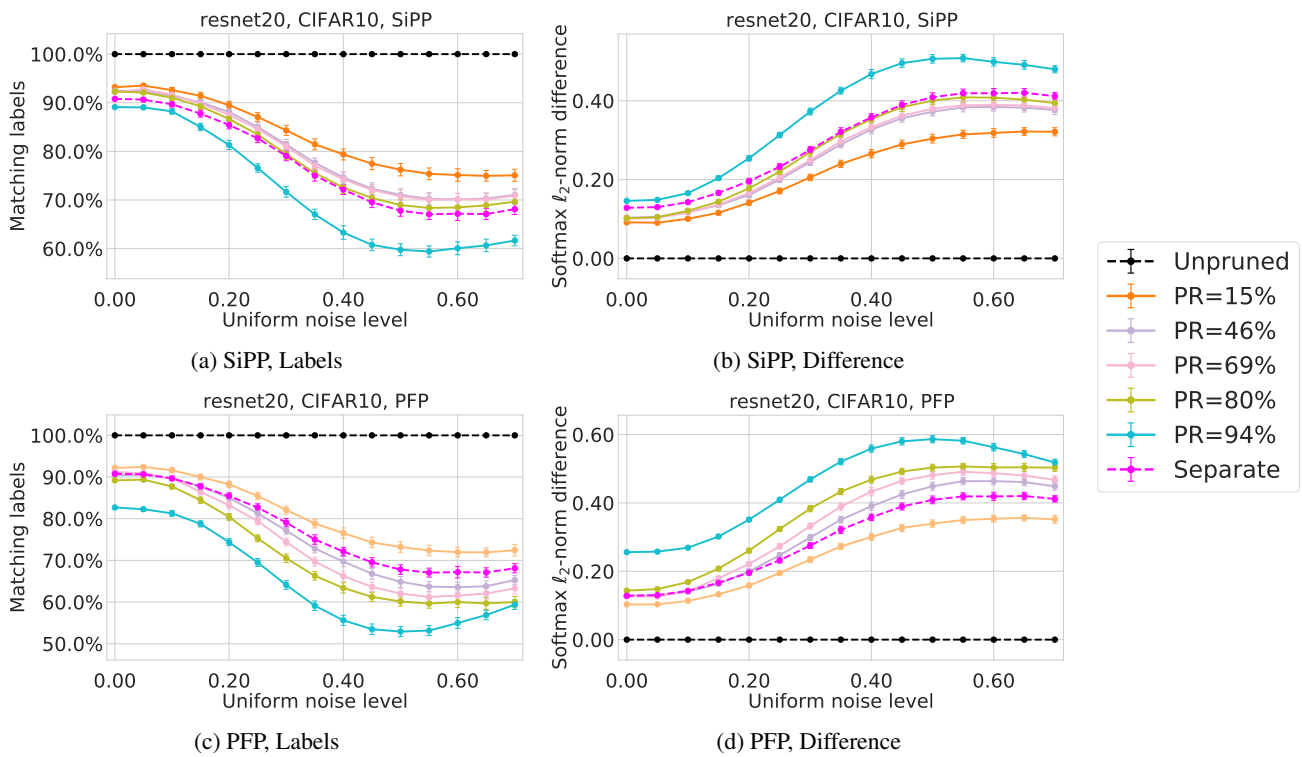 resnet20, CIFAR10, SiPP
Matching labels
100.0%
90.0%
80.0%
70.0%
60.0%
0.00 0.20 0.40 0.60
Uniform noise level
(a) SiPP, Labels
resnet20, CIFAR10, SiPP
Softmax ℓ2-norm difference
0.40
0.20
0.00
0.00 0.20 0.40 0.60
Uniform noise level
(b) SiPP, Difference
resnet20, CIFAR10, PFP
Matching labels
100.0%
90.0%
80.0%
70.0%
60.0%
50.0%
0.00 0.20 0.40 0.60
Uniform noise level
(c) PFP, Labels
resnet20, CIFAR10, PFP
Softmax ℓ2-norm difference
0.60
0.40
0.20
0.00
0.00 0.20 0.40 0.60
Uniform noise level
(d) PFP, Difference
Unpruned
PR=15%
PR=46%
PR=69%
PR=80%
PR=94%
Separate